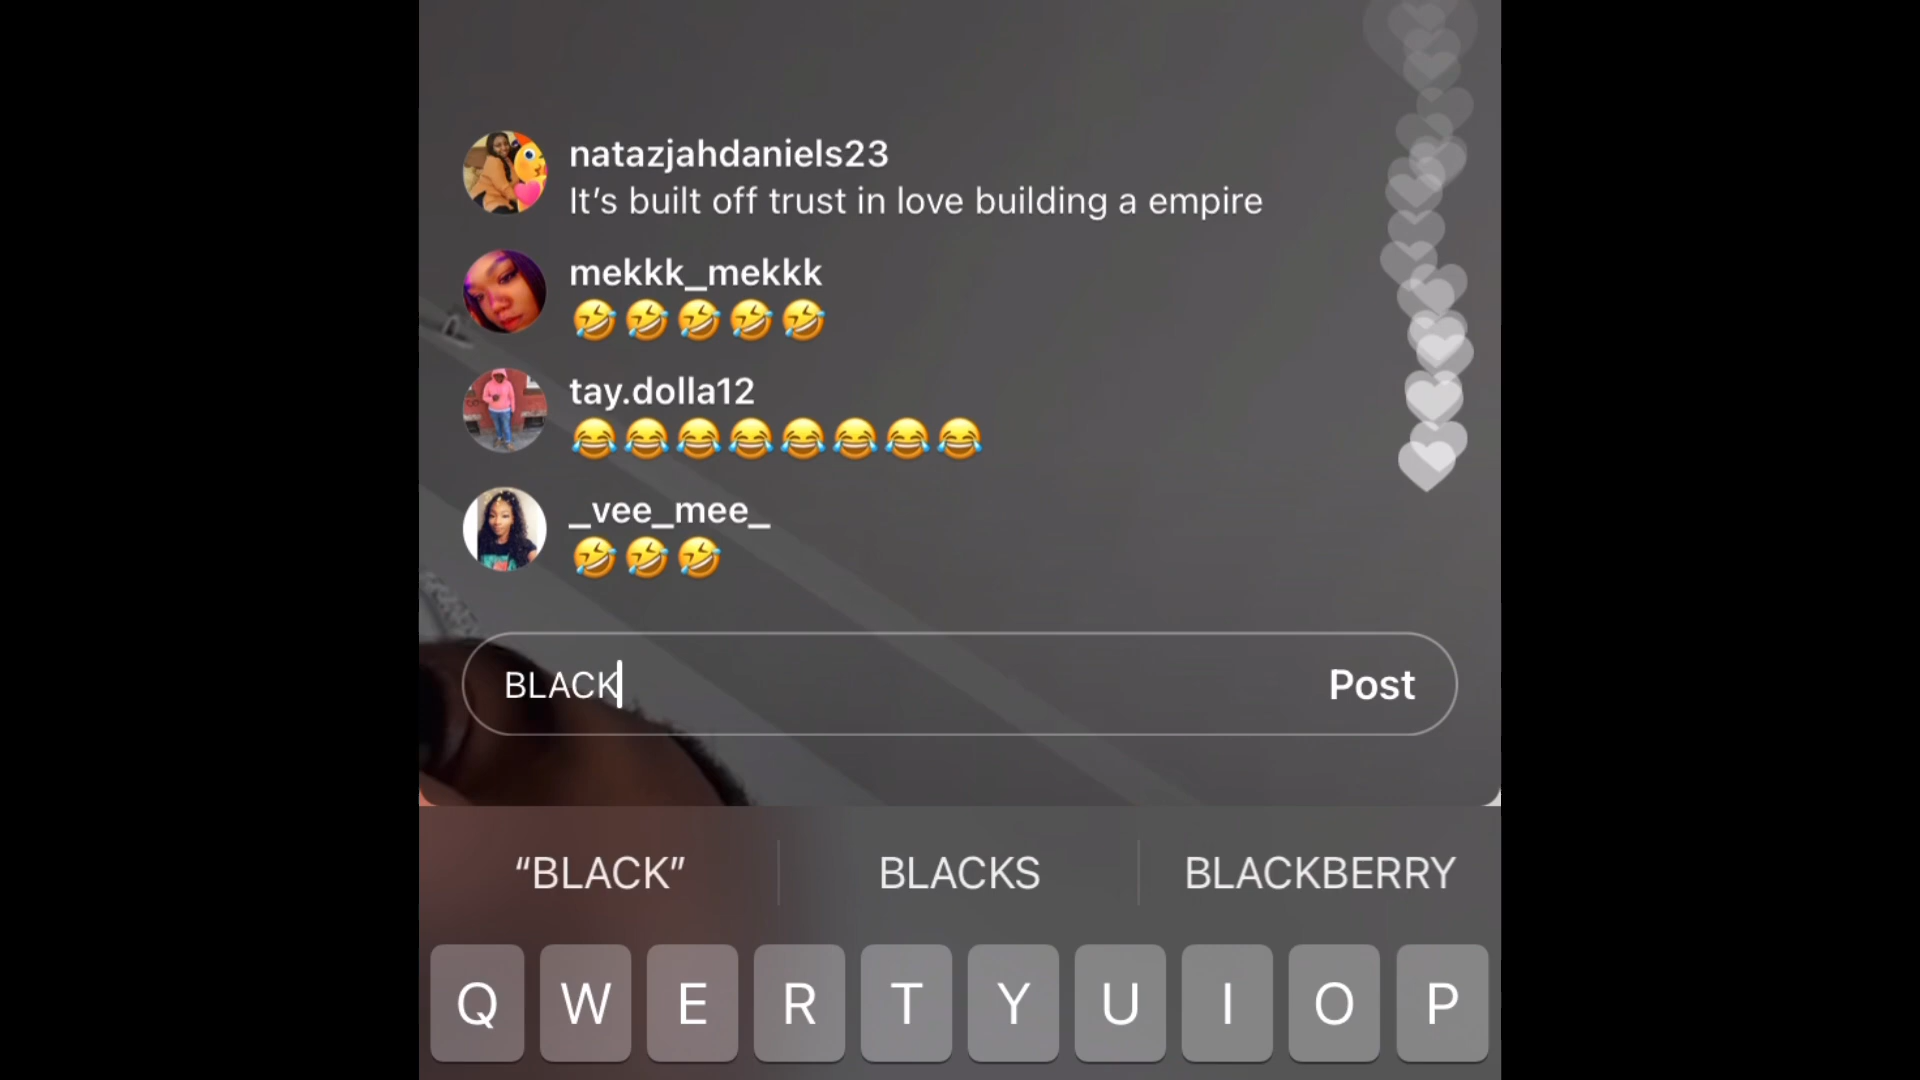 natazjahdaniels23
It’s built off trust in love building a empire
mekkk_mekkk
🤣🤣🤣🤣🤣
tay.dolla12
😂😂😂😂😂😂😂😂
_vee_mee_
🤣🤣🤣
BLACK
Post
“BLACK”
BLACKS
BLACKBERRY
Q W E R T Y U I O P